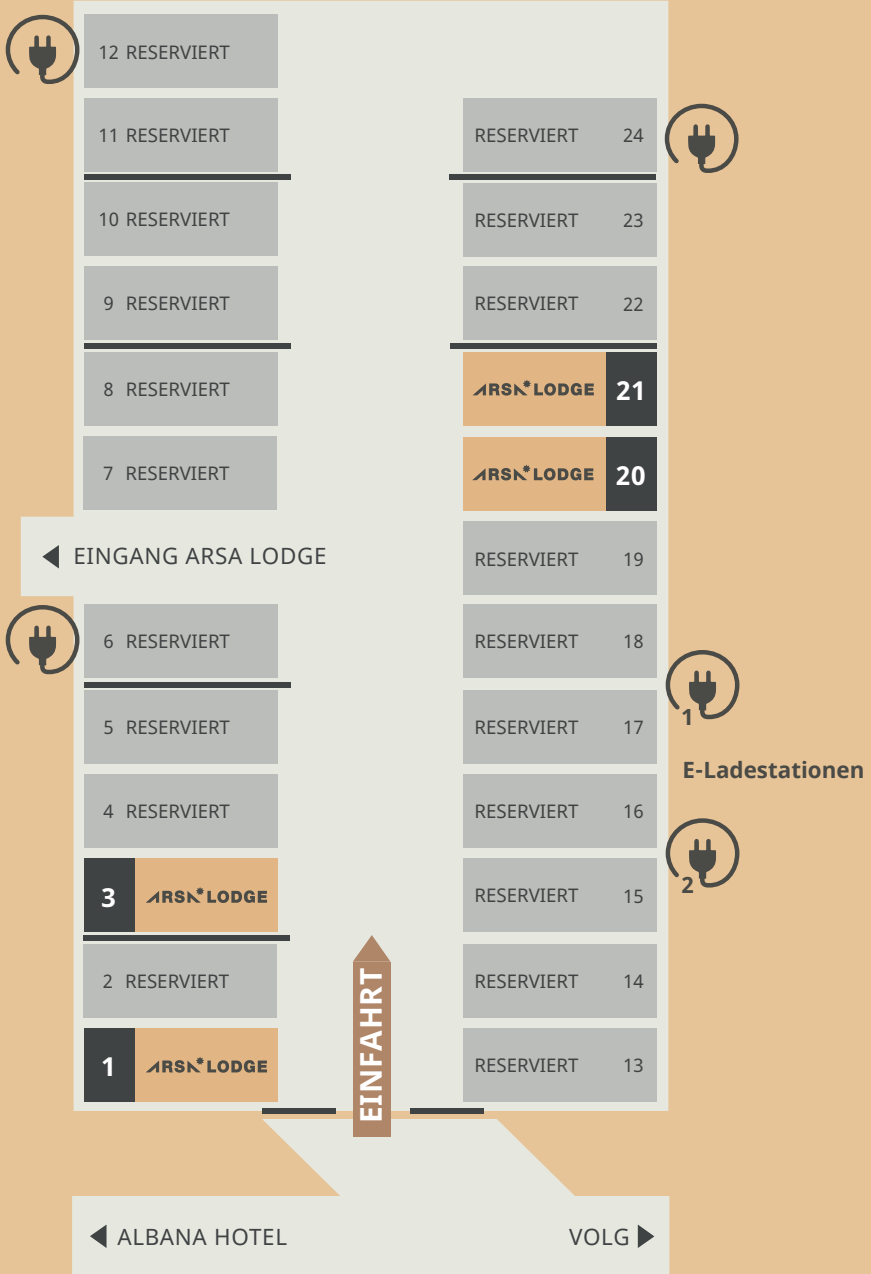 12 RESERVIERT
11 RESERVIERT
RESERVIERT 24
10 RESERVIERT
RESERVIERT 23
9 RESERVIERT
RESERVIERT 22
8 RESERVIERT
ARSA LODGE 21
7 RESERVIERT
ARSA LODGE 20
EINGANG ARSA LODGE
RESERVIERT 19
6 RESERVIERT
RESERVIERT 18
1
5 RESERVIERT
RESERVIERT 17
E-Ladestationen
4 RESERVIERT
RESERVIERT 16
2
3 ARSA LODGE
RESERVIERT 15
2 RESERVIERT
RESERVIERT 14
EINFAHRT
1 ARSA LODGE
RESERVIERT 13
ALBANA HOTEL
VOLG